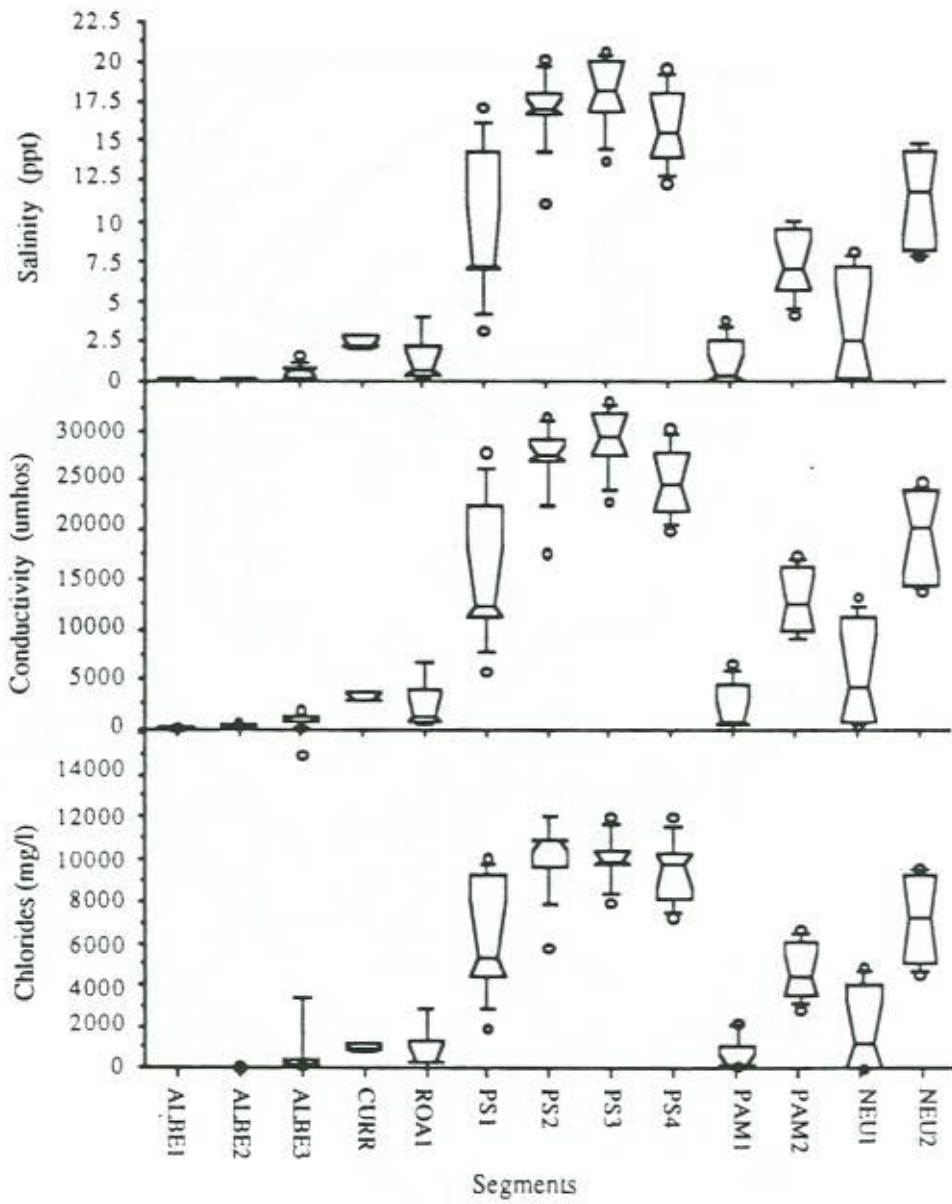 Salinity (ppt)
22.5
20
17.5
15
12.5
10
7.5
5
2.5
0
Conductivity (umhos)
30000
25000
20000
15000
10000
5000
0
Chlorides (mg/l)
14000
12000
10000
8000
6000
4000
2000
0
ALBE1
ALBE2
ALBE3
CURR
ROA1
PS1
PS2
PS3
PS4
PAM1
PAM2
NEU1
NEU2
Segments